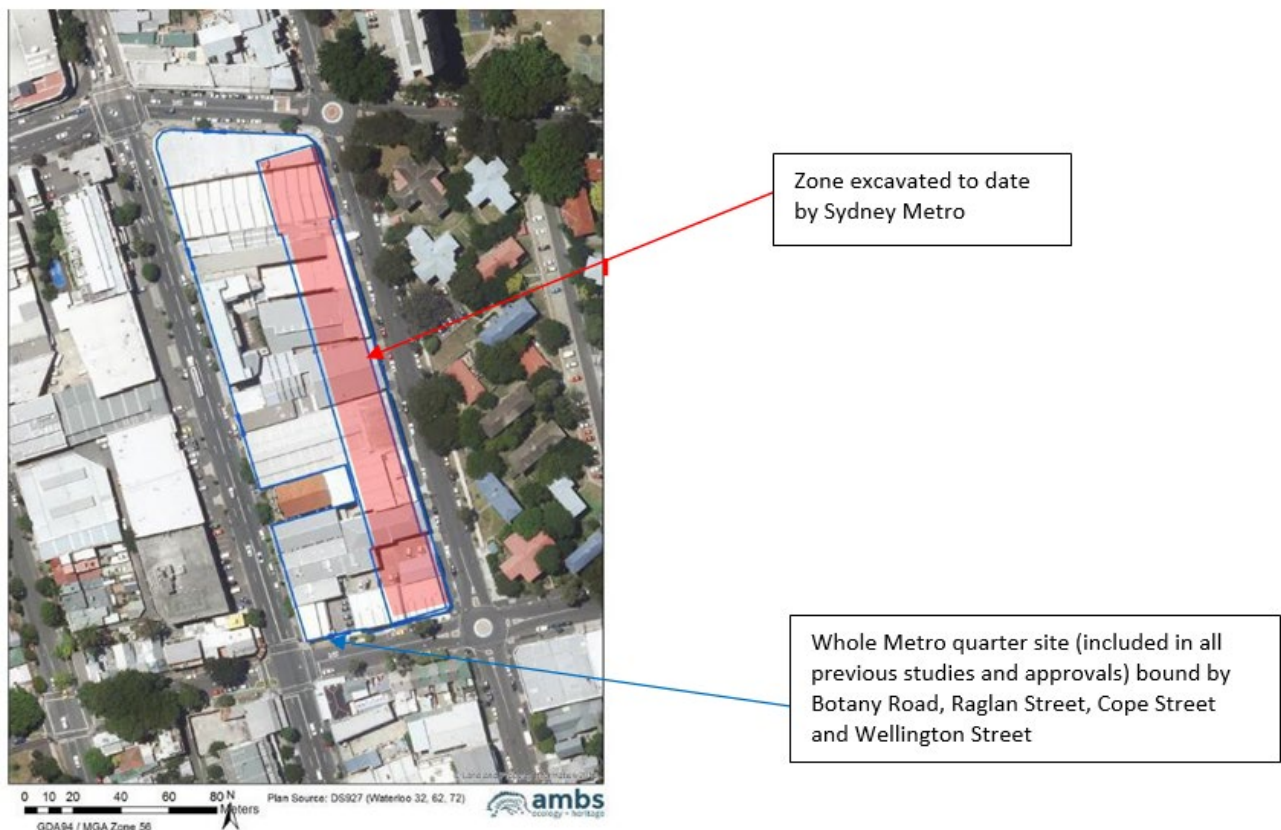 Zone excavated to date
by Sydney Metro
Whole Metro quarter site (included in all
previous studies and approvals) bound by
Botany Road, Raglan Street, Cope Street
and Wellington Street
0 10 20 40 60 80 N
Meters
Plan Source: DS927 (Waterloo 32, 62, 72)
GDA94 / MGA Zone 56
ambs
ecology + heritage